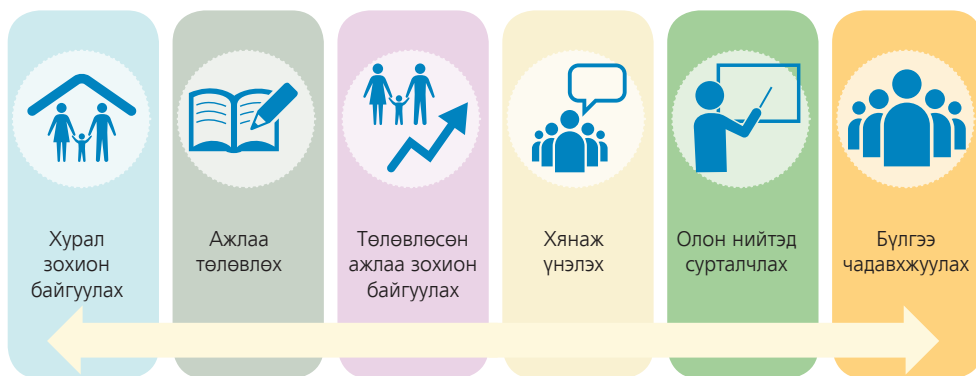 Хурал
зохион
байгуулах
Ажлаа
төлөвлөх
Төлөвлөсөн
ажлаа зохион
байгуулах
Хянаж
үнэлэх
Олон нийтэд
сурталчлах
Бүлгээ
чадавхжуулах